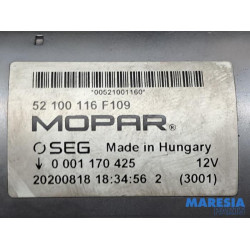 *00521001160*
52 100 116 F109
MOPAR®
SEG Made in Hungary
0 001 170 425 12V
20200818 18:34:56 2 (3001)
MARESIA